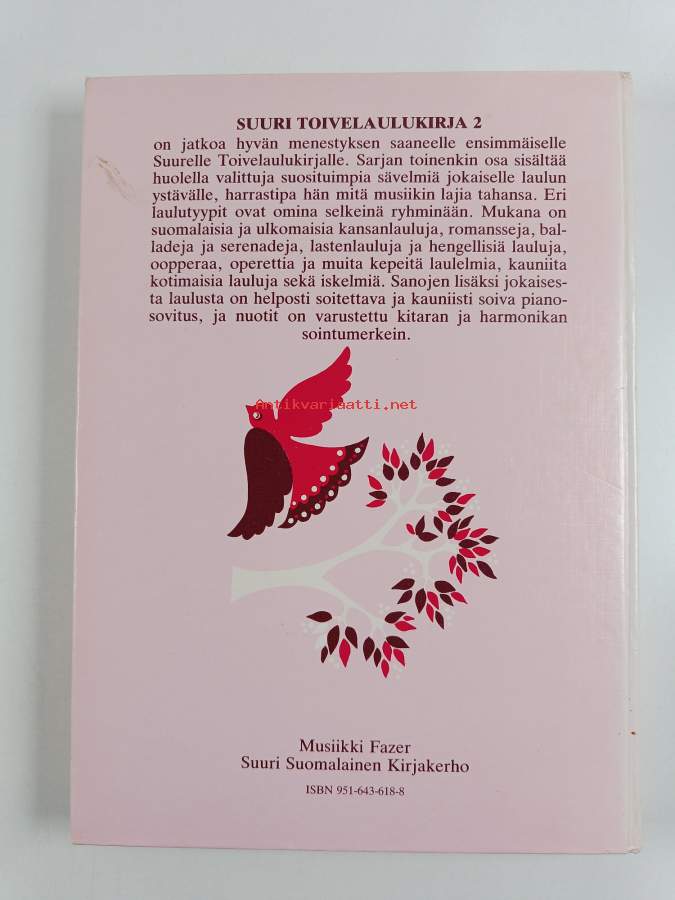 SUURI TOIVELAULUKIRJA 2
on jatkoa hyvän menestyksen saaneelle ensimmäiselle
Suurelle Toivelaulukirjalle. Sarjan toinenkin osa sisältää
huolella valittuja suosituimpia sävelmiä jokaiselle laulun
ystävälle, harrastipa hän mitä musiikin lajia tahansa. Eri
laulutyypit ovat omina selkeinä ryhminään. Mukana on
suomalaisia ja ulkomaisia kansanlauluja, romansseja, bal-
ladeja ja serenadeja, lastenlauluja ja hengellisiä lauluja,
oopperaa, operettia ja muita kepeitä laulelmia, kauniita
kotimaisia lauluja sekä iskelmiä. Sanojen lisäksi jokaises-
ta laulusta on helposti soitettava ja kauniisti soiva piano-
sovitus, ja nuotit on varustettu kitaran ja harmonikan
sointumerkein.
Antikvariaatti.net
Musiikki Fazer
Suuri Suomalainen Kirjakerho
ISBN 951-643-618-8